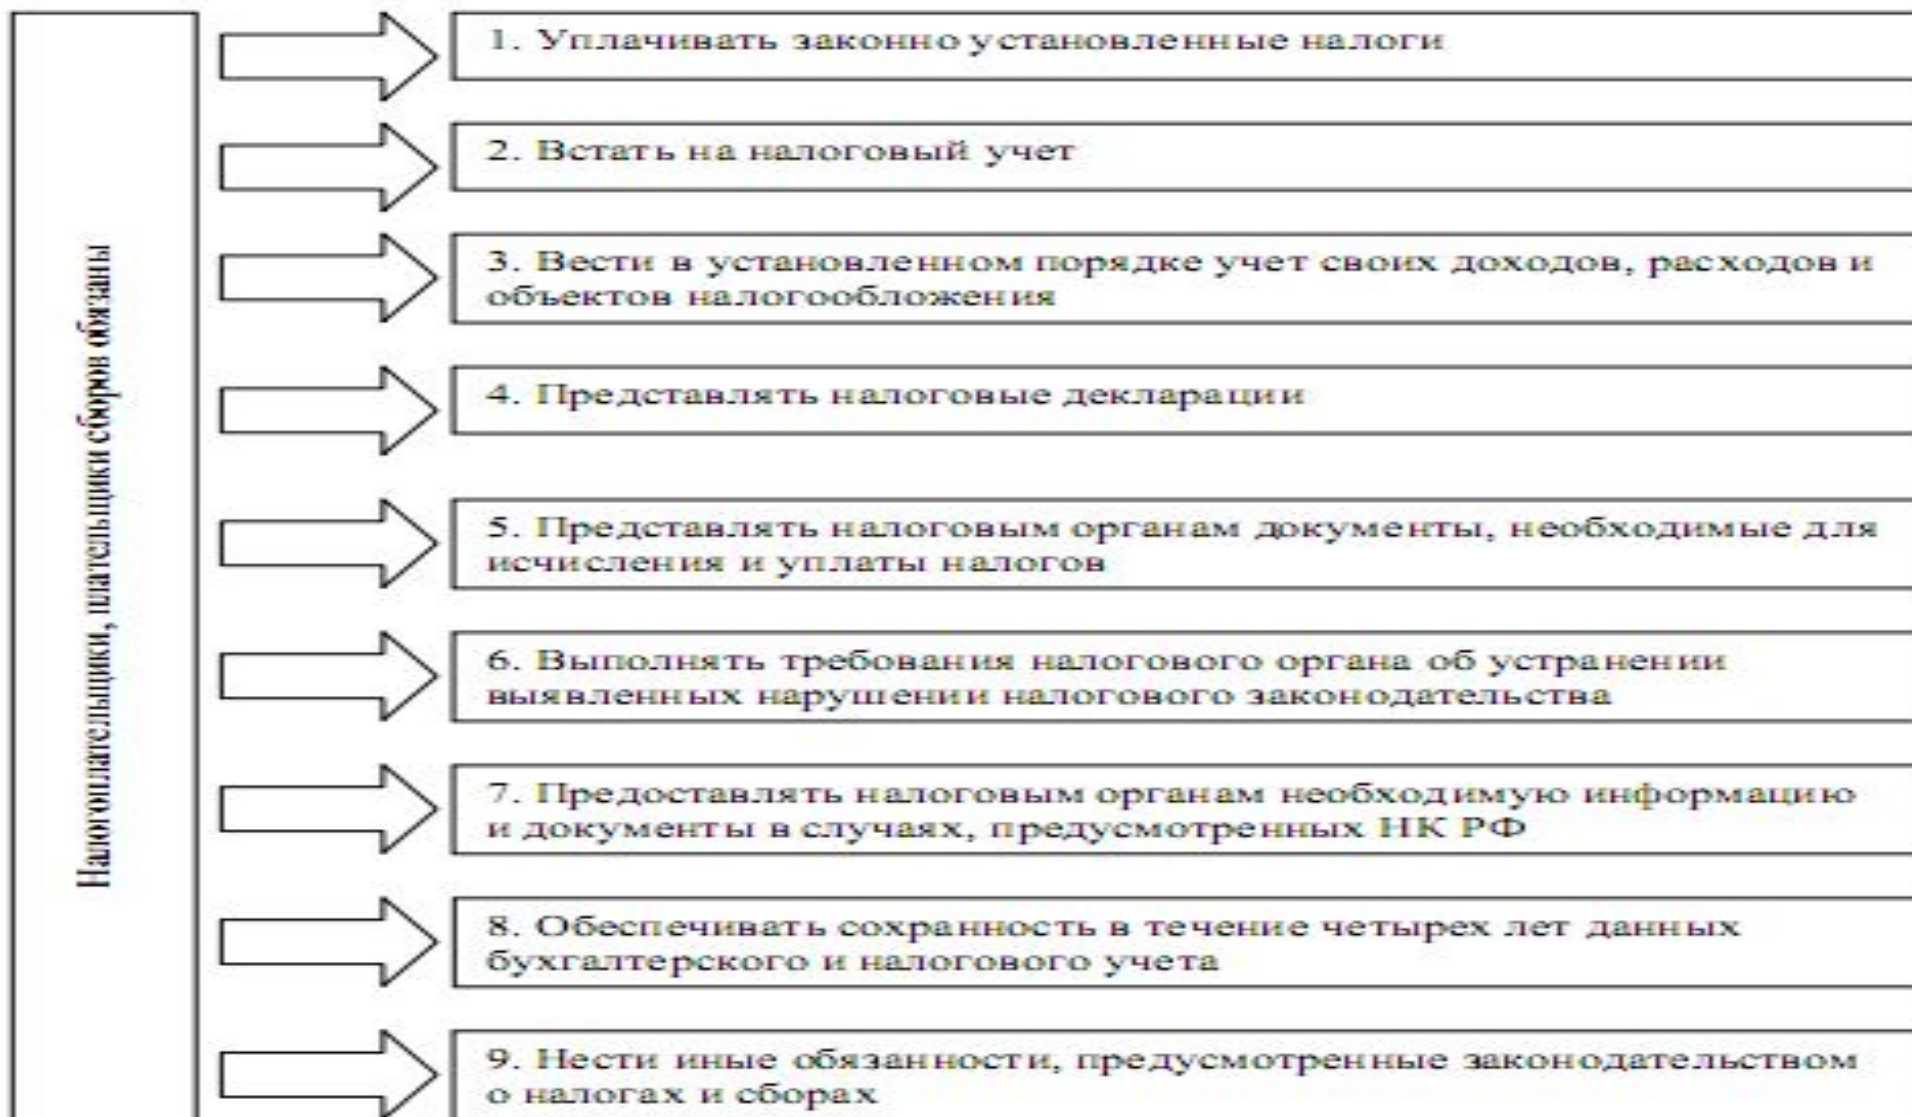 Налогоплательщики, плательщики сборов обязаны
1. Уплачивать законно установленные налоги
2. Встать на налоговый учет
3. Вести в установленном порядке учет своих доходов, расходов и
объектов налогообложения
4. Представлять налоговые декларации
5. Представлять налоговым органам документы, необходимые для
исчисления и уплаты налогов
6. Выполнять требования налогового органа об устранении
выявленных нарушении налогового законодательства
7. Предоставлять налоговым органам необходимую информацию
и документы в случаях, предусмотренных НК РФ
8. Обеспечивать сохранность в течение четырех лет данных
бухгалтерского и налогового учета
9. Нести иные обязанности, предусмотренные законодательством
о налогах и сборах